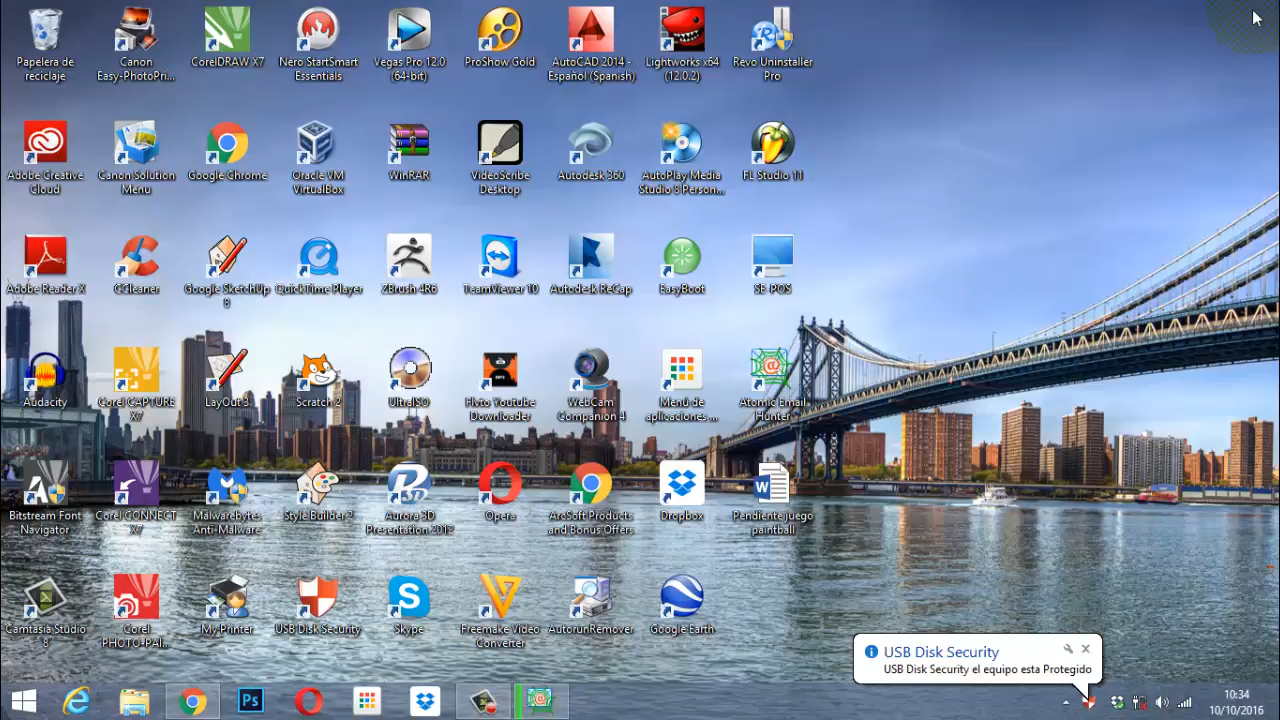 Papelera de
reciclaje
Canon
Easy-PhotoPri...
CorelDRAW X7
Nero StartSmart
Essentials
Vegas Pro 12.0
(64-bit)
ProShow Gold
AutoCAD 2014 -
Español (Spanish)
Lightworks x64
(12.0.2)
Revo Uninstaller
Pro
Adobe Creative
Cloud
Canon Solution
Menu
Google Chrome
Oracle VM
VirtualBox
WinRAR
VideoScribe
Desktop
Autodesk 360
AutoPlay Media
Studio 8 Person...
FL Studio 11
Adobe Reader X
CCleaner
Google SketchUp
8
QuickTime Player
ZBrush 4R6
TeamViewer 10
Autodesk ReCap
EasyBoot
SE-POS
Audacity
Corel CAPTURE
X7
LayOut 3
Scratch 2
UltraISO
Flvto Youtube
Downloader
WebCam
Companion 4
Menú de
aplicaciones ...
Atomic Email
Hunter
Bitstream Font
Navigator
Corel CONNECT
X7
Malwarebytes
Anti-Malware
Style Builder 2
Aurora 3D
Presentation 2012
Opera
ArcSoft Products
and Bonus Offers
Dropbox
Pendiente juego
paintball
Camtasia Studio
8
Corel
PHOTO-PAI...
My Printer
USB Disk Security
Skype
Freemake Video
Converter
AutorunRemover
Google Earth
USB Disk Security
USB Disk Security el equipo esta Protegido
Ps
10:34
10/10/2016